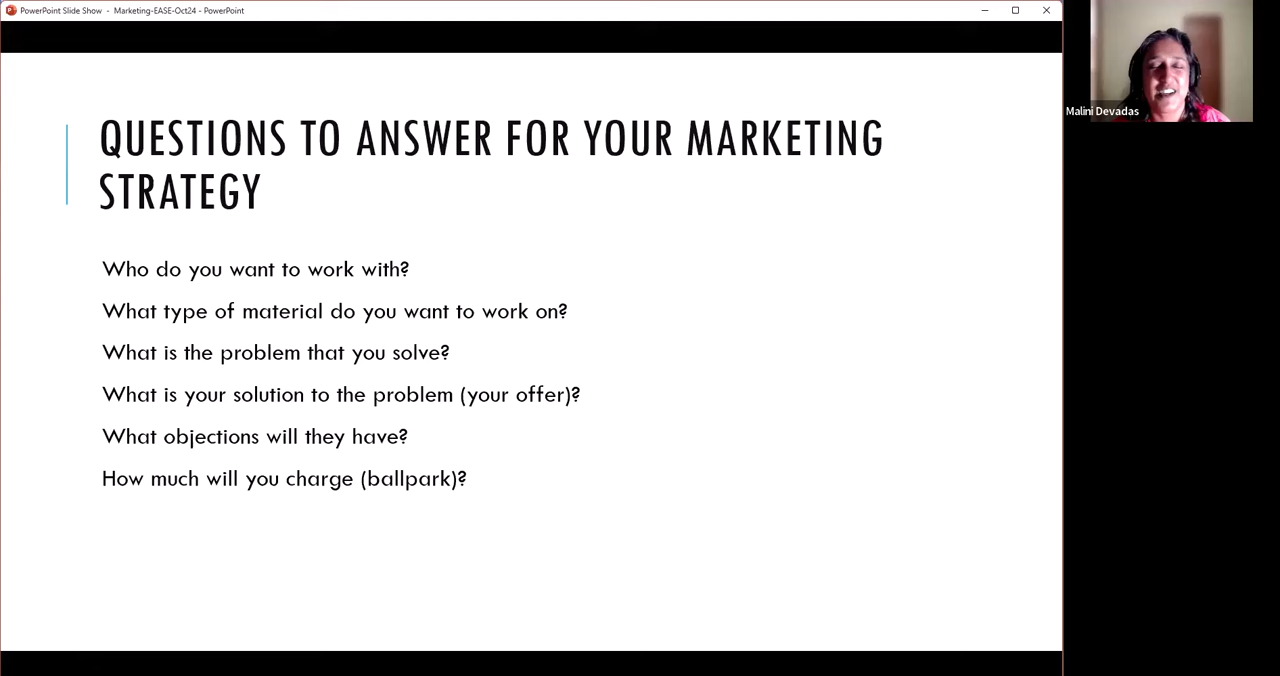 PowerPoint Slide Show - Marketing-EASE-Oct24 - PowerPoint
Malini Devadas
QUESTIONS TO ANSWER FOR YOUR MARKETING
STRATEGY
Who do you want to work with?
What type of material do you want to work on?
What is the problem that you solve?
What is your solution to the problem (your offer)?
What objections will they have?
How much will you charge (ballpark)?